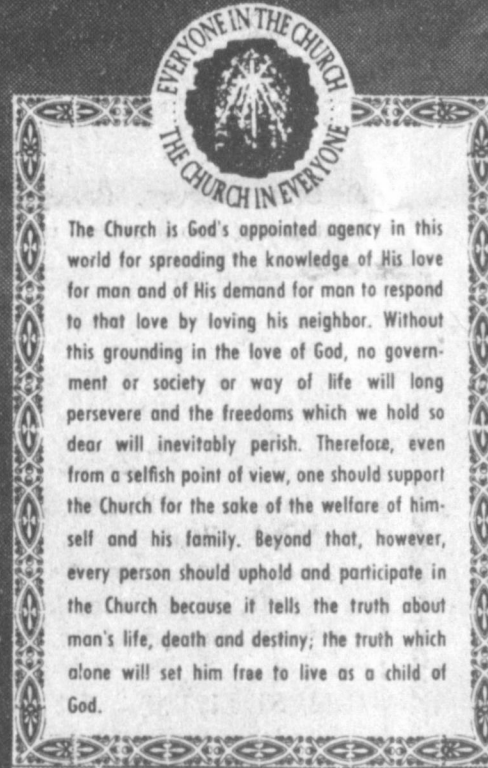 EVERYONE IN THE CHURCH
THE CHURCH IN EVERYONE
The Church is God's appointed agency in this
world for spreading the knowledge of His love
for man and of His demand for man to respond
to that love by loving his neighbor. Without
this grounding in the love of God, no govern-
ment or society or way of life will long
persevere and the freedoms which we hold so
dear will inevitably perish. Therefore, even
from a selfish point of view, one should support
the Church for the sake of the welfare of him-
self and his family. Beyond that, however,
every person should uphold and participate in
the Church because it tells the truth about
man's life, death and destiny; the truth which
alone will set him free to live as a child of
God.